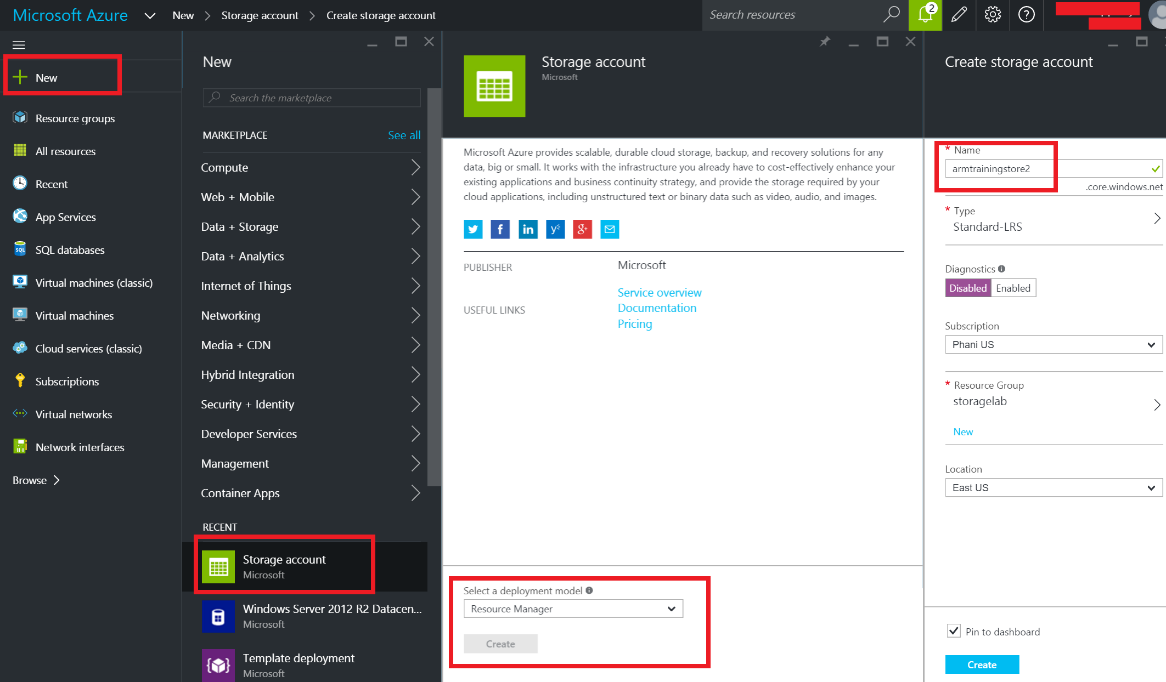 Microsoft Azure
New > Storage account > Create storage account
Search resources
2
New
Resource groups
All resources
Recent
App Services
SQL databases
Virtual machines (classic)
Virtual machines
Cloud services (classic)
Subscriptions
Virtual networks
Network interfaces
Browse >
New
Search the marketplace
MARKETPLACE
See all
Compute
Web + Mobile
Data + Storage
Data + Analytics
Internet of Things
Networking
Media + CDN
Hybrid Integration
Security + Identity
Developer Services
Management
Container Apps
RECENT
Storage account
Microsoft
Windows Server 2012 R2 Datacen...
Microsoft
Template deployment
Microsoft
Storage account
Microsoft
Microsoft Azure provides scalable, durable cloud storage, backup, and recovery solutions for any
data, big or small. It works with the infrastructure you already have to cost-effectively enhance your
existing applications and business continuity strategy, and provide the storage required by your
cloud applications, including unstructured text or binary data such as video, audio, and images.
PUBLISHER
Microsoft
USEFUL LINKS
Service overview
Documentation
Pricing
Select a deployment model
Resource Manager
Create
Create storage account
* Name
armtrainingstore2
.core.windows.net
* Type
Standard-LRS
Diagnostics
Disabled Enabled
Subscription
Phani US
* Resource Group
storagelab
New
Location
East US
Pin to dashboard
Create